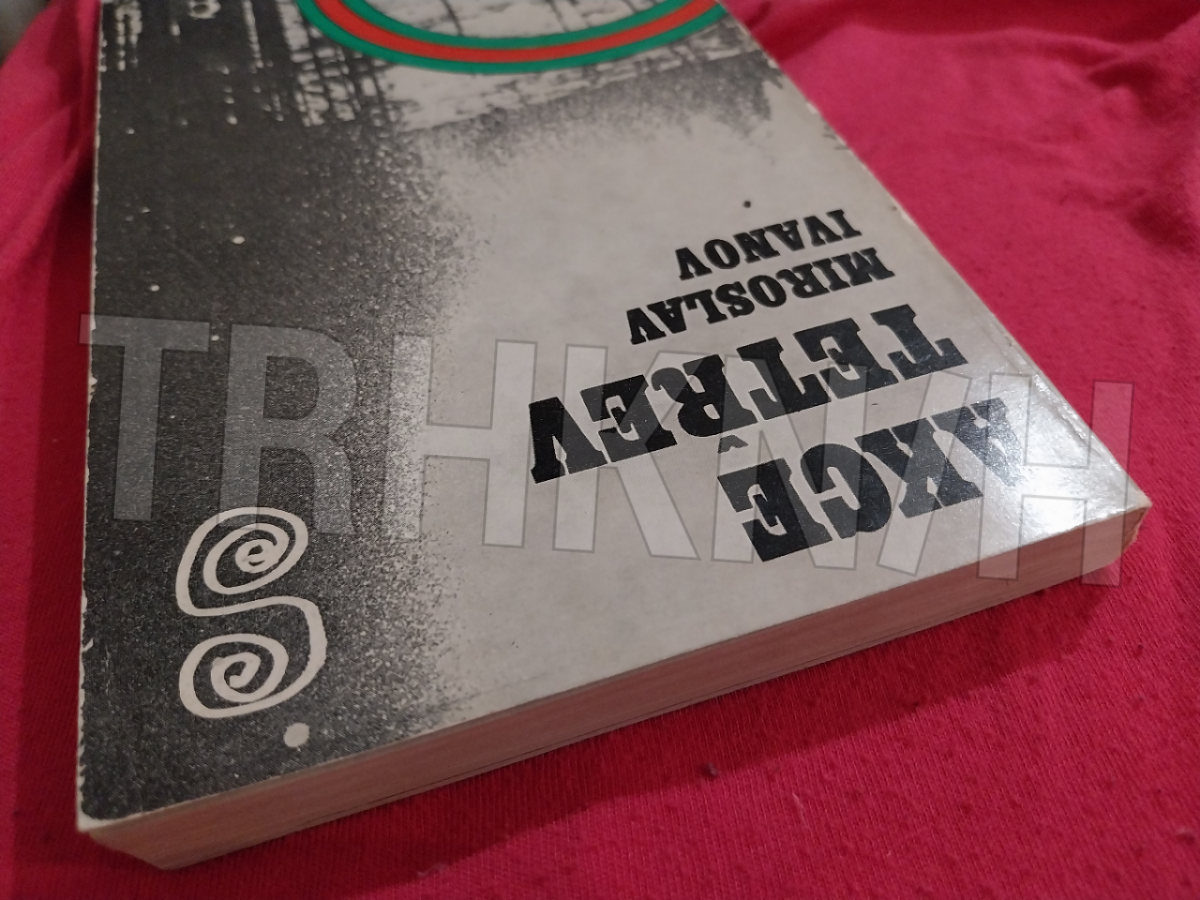 AKCE
TETŘEV
MIROSLAV
IVANOV
TRHKNIH